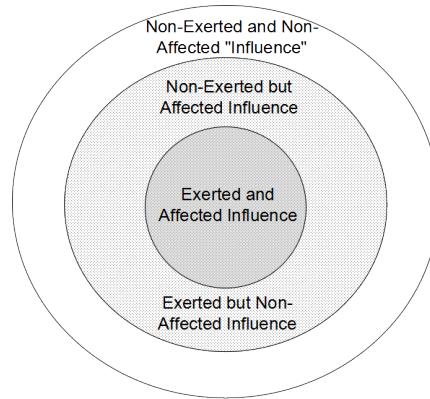 Non-Exerted and Non-
Affected "Influence"
Non-Exerted but
Affected Influence
Exerted and
Affected Influence
Exerted but Non-
Affected Influence